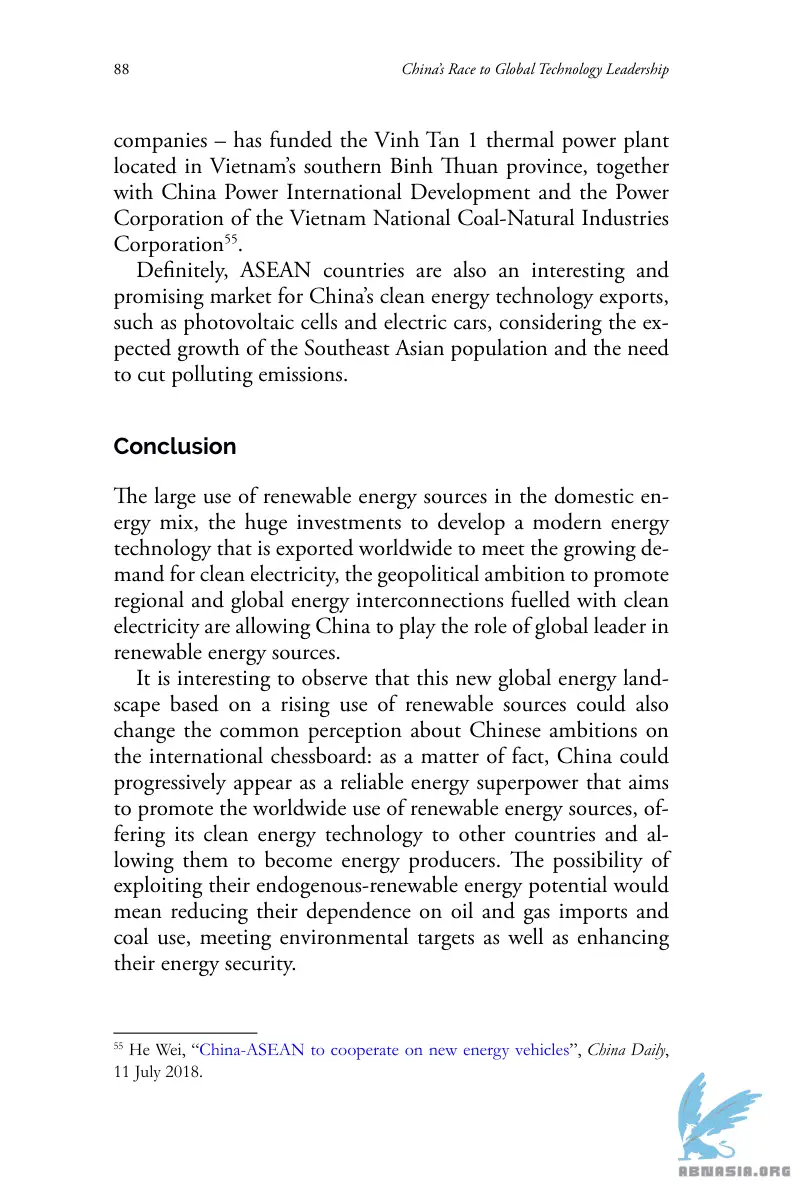 88
China’s Race to Global Technology Leadership
companies – has funded the Vinh Tan 1 thermal power plant
located in Vietnam’s southern Binh Thuan province, together
with China Power International Development and the Power
Corporation of the Vietnam National Coal-Natural Industries
Corporation55.
Definitely, ASEAN countries are also an interesting and
promising market for China’s clean energy technology exports,
such as photovoltaic cells and electric cars, considering the ex-
pected growth of the Southeast Asian population and the need
to cut polluting emissions.
Conclusion
The large use of renewable energy sources in the domestic en-
ergy mix, the huge investments to develop a modern energy
technology that is exported worldwide to meet the growing de-
mand for clean electricity, the geopolitical ambition to promote
regional and global energy interconnections fuelled with clean
electricity are allowing China to play the role of global leader in
renewable energy sources.
It is interesting to observe that this new global energy land-
scape based on a rising use of renewable sources could also
change the common perception about Chinese ambitions on
the international chessboard: as a matter of fact, China could
progressively appear as a reliable energy superpower that aims
to promote the worldwide use of renewable energy sources, of-
fering its clean energy technology to other countries and al-
lowing them to become energy producers. The possibility of
exploiting their endogenous-renewable energy potential would
mean reducing their dependence on oil and gas imports and
coal use, meeting environmental targets as well as enhancing
their energy security.
55 He Wei, “China-ASEAN to cooperate on new energy vehicles”, China Daily,
11 July 2018.
ABNASIA.ORG